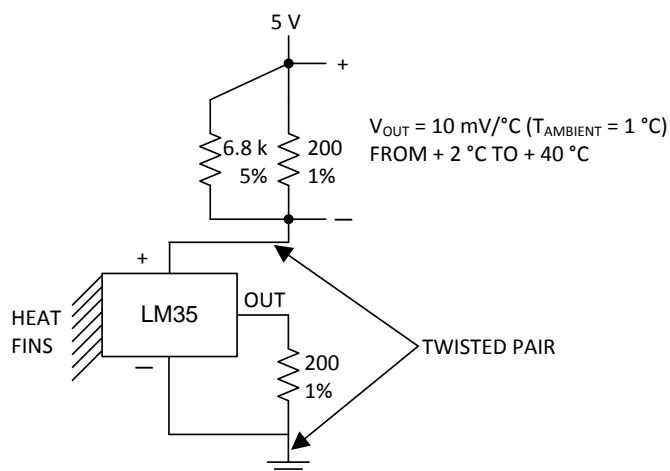 5 V
+
6.8 k
5%
200
1%
—
V_OUT = 10 mV/°C (T_AMBIENT = 1 °C)
FROM + 2 °C TO + 40 °C
+
HEAT
FINS
LM35
OUT
—
200
1%
TWISTED PAIR